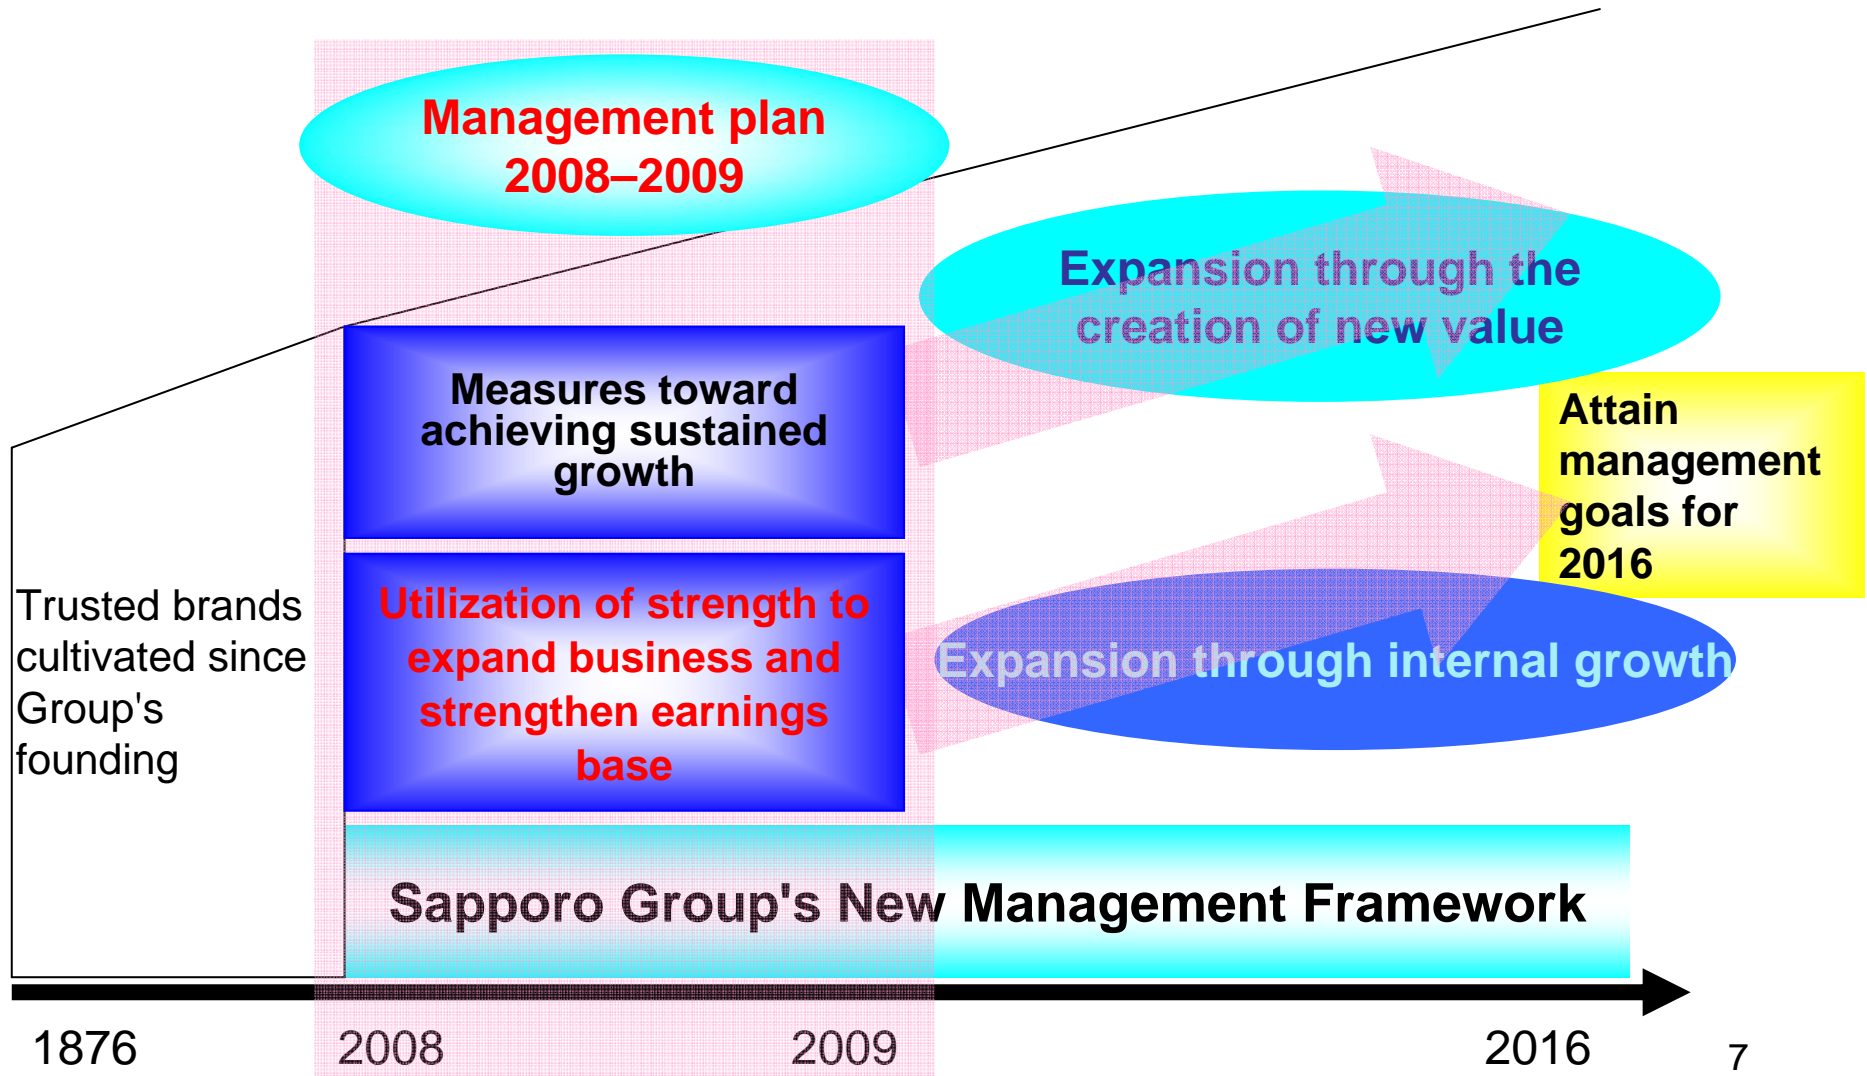 Management plan
2008–2009
Expansion through the
creation of new value
Measures toward
achieving sustained
growth
Attain
management
goals for
2016
Trusted brands
cultivated since
Group's
founding
Utilization of strength to
expand business and
strengthen earnings
base
Expansion through internal growth
Sapporo Group's New Management Framework
1876
2008
2009
2016
7